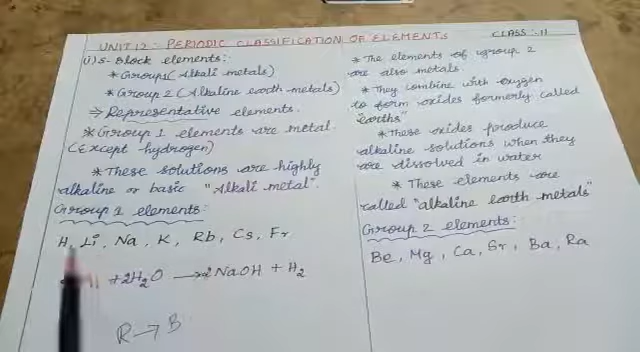 UNIT 12 : PERIODIC CLASSIFICATION OF ELEMENTS
CLASS :- 11
(i) S- Block elements:
* Group 1 (Alkali metals)
* Group 2 (Alkaline earth-metals)
⇒ Representative elements.
* Group 1 elements are metal.
(Except hydrogen)
* These solutions are highly
alkaline or basic "Alkali metal".
Group 1 elements:
H, Li, Na, K, Rb, Cs, Fr
+2H2O → 2NaOH + H2
R → B
* The elements of group 2
are also metals.
* They combine with oxygen
to form oxides formerly called
"earths"
* These oxides produce
alkaline solutions when they
are dissolved in water
* These elements are
called "alkaline earth metals"
Group 2 elements:
Be, Mg, Ca, Sr, Ba, Ra